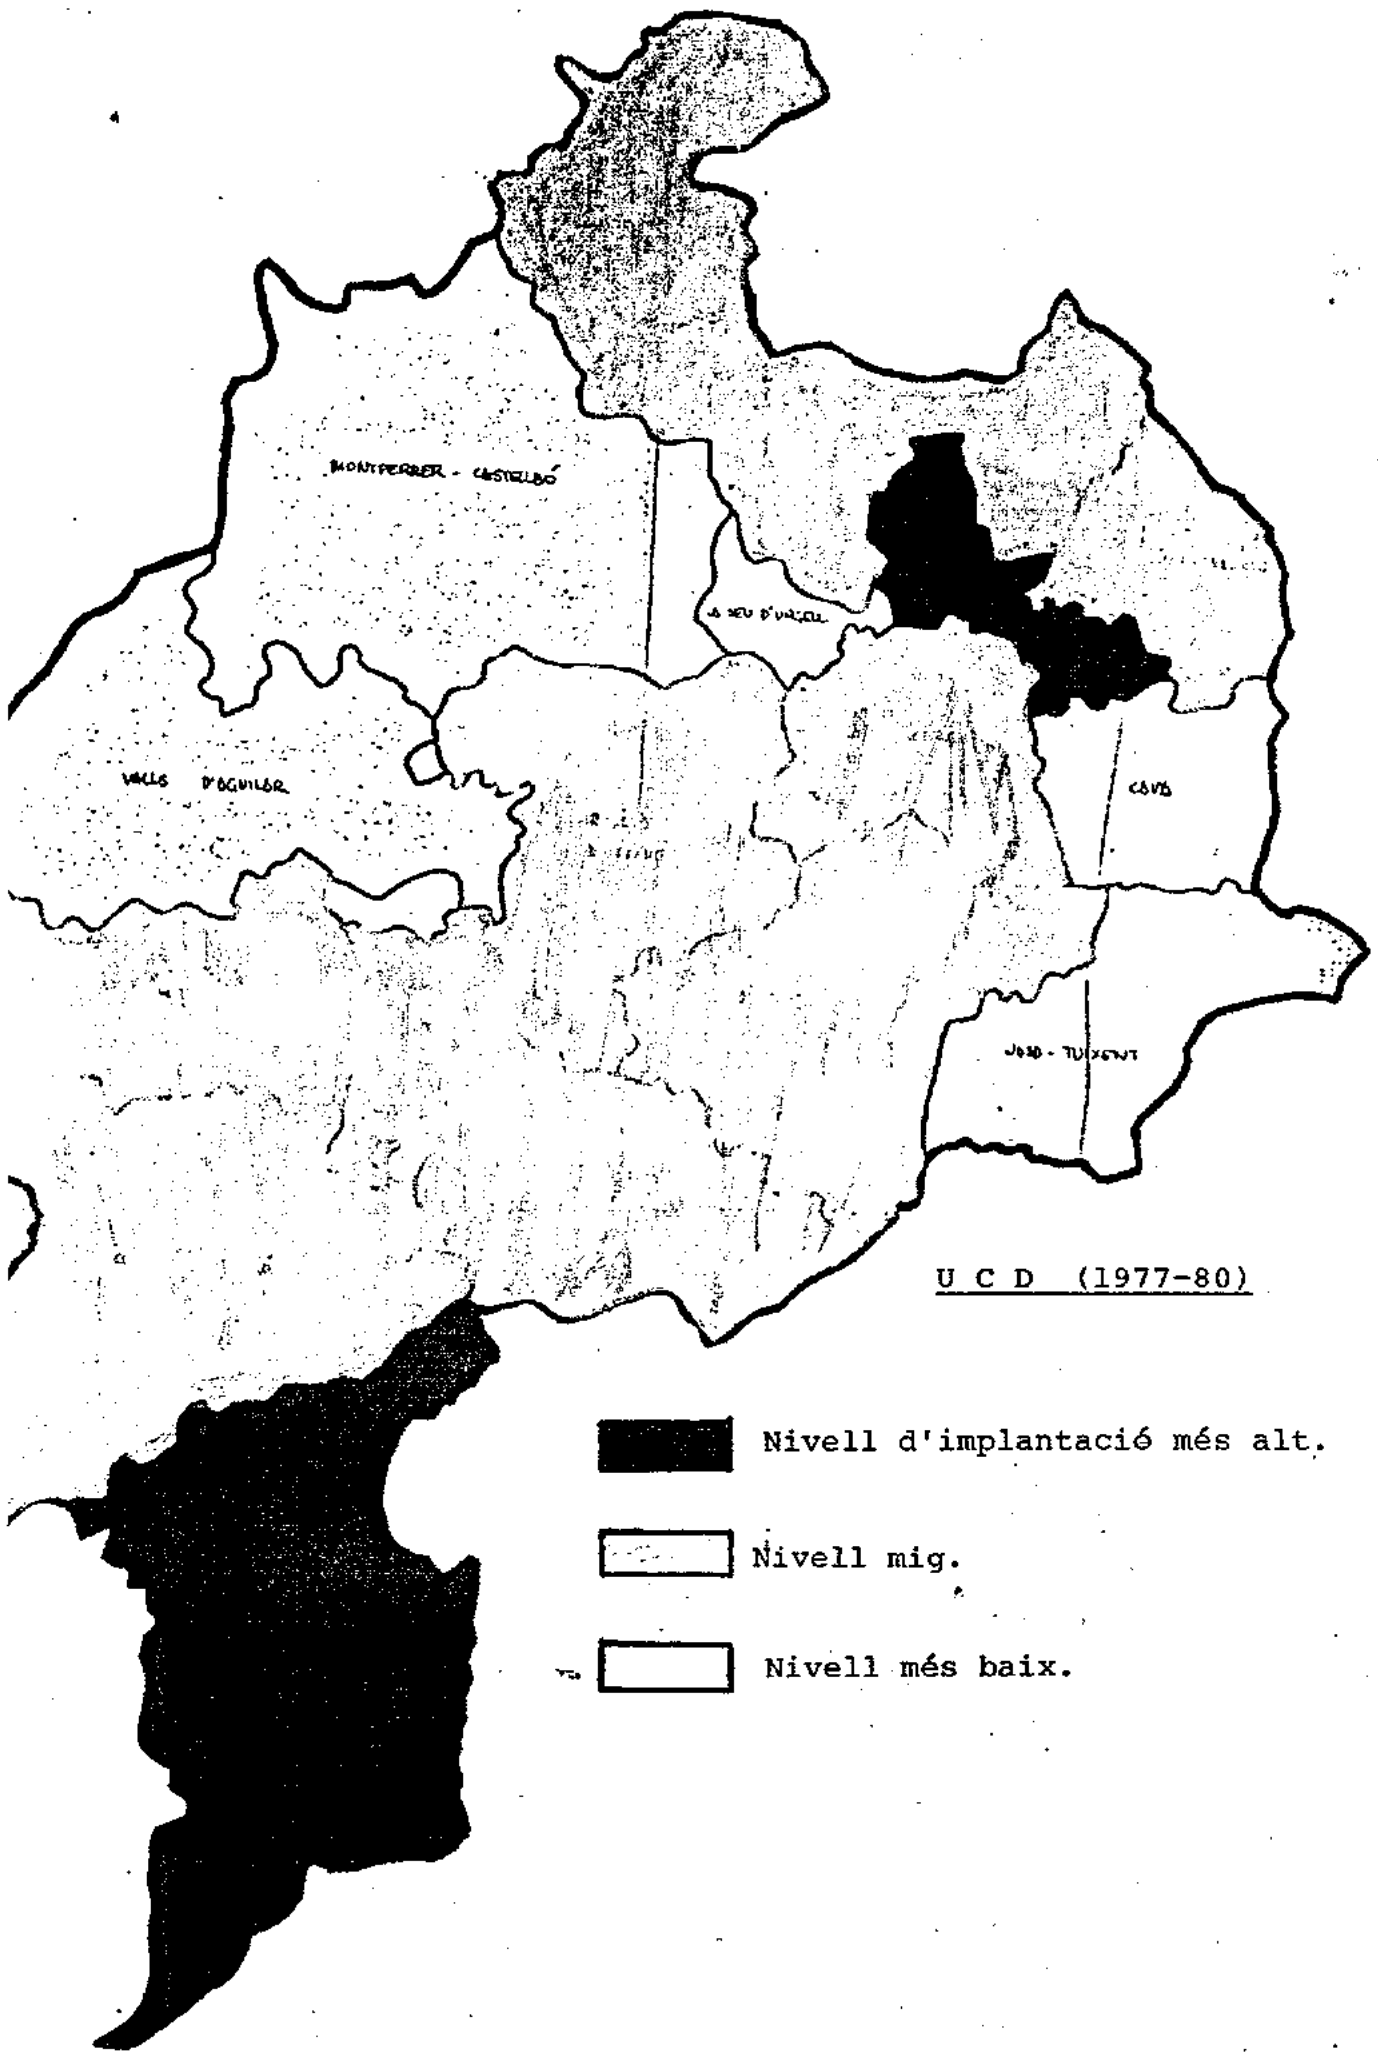 MONTFERRER - CASTELLBÓ
LA SEU D'URGELL
VALLS D'AGUILAR
CAVA
JOSA - TUIXENT
U C D (1977-80)
Nivell d'implantació més alt.
Nivell mig.
Nivell més baix.